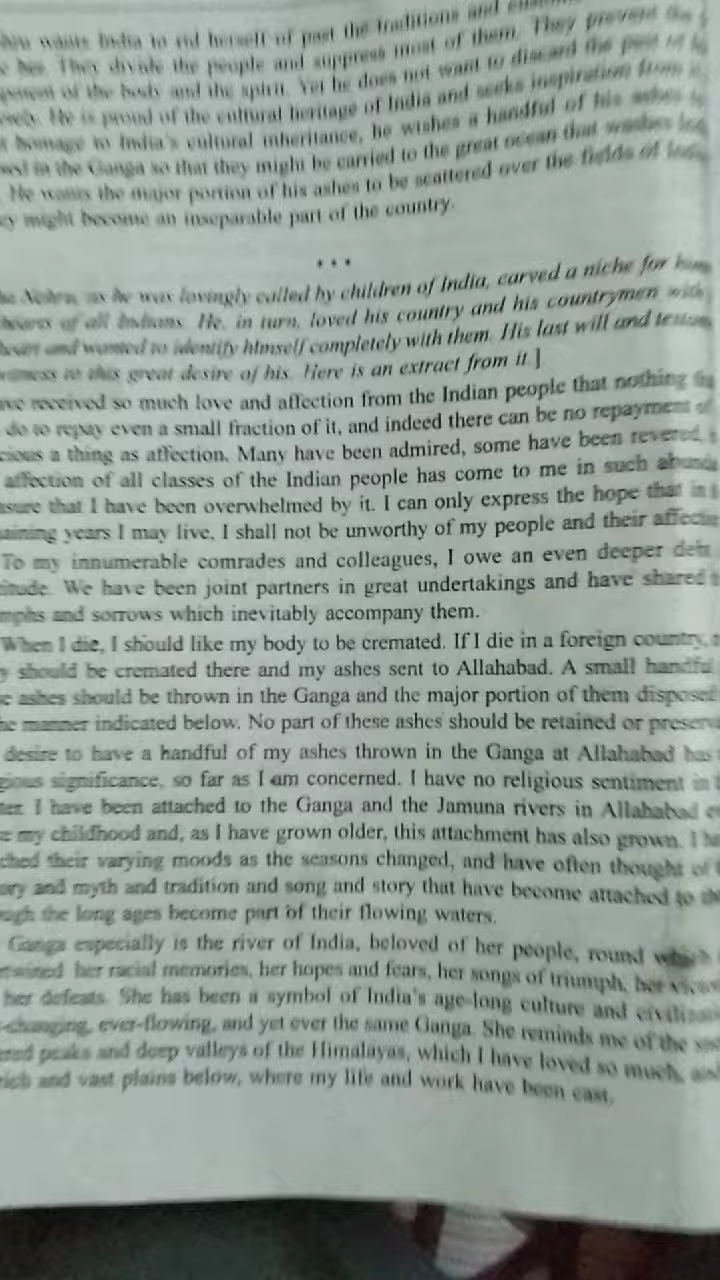 wants India to rid herself of past the traditions and
her. They divide the people and suppress most of them. They prevent the
of the body and the spirit. Yet he does not want to discard the past
He is proud of the cultural heritage of India and seeks inspiration from
homage to India's cultural inheritance, he wishes a handful of his ashes
in the Ganga so that they might be carried to the great ocean that washes
He wants the major portion of his ashes to be scattered over the fields of
might become an inseparable part of the country.
* * *
Nehru, as he was lovingly called by children of India, carved a niche for
hearts of all Indians. He, in turn, loved his country and his countrymen with
heart and wanted to identify himself completely with them. His last will and
witness to this great desire of his. Here is an extract from it ]
received so much love and affection from the Indian people that nothing
do to repay even a small fraction of it, and indeed there can be no repayment of
a thing as affection. Many have been admired, some have been revered,
affection of all classes of the Indian people has come to me in such
that I have been overwhelmed by it. I can only express the hope that in
years I may live, I shall not be unworthy of my people and their
To my innumerable comrades and colleagues, I owe an even deeper
We have been joint partners in great undertakings and have shared
and sorrows which inevitably accompany them.
When I die, I should like my body to be cremated. If I die in a foreign country,
should be cremated there and my ashes sent to Allahabad. A small
ashes should be thrown in the Ganga and the major portion of them
manner indicated below. No part of these ashes should be retained or
desire to have a handful of my ashes thrown in the Ganga at Allahabad has
significance, so far as I am concerned. I have no religious sentiment in
I have been attached to the Ganga and the Jamuna rivers in Allahabad
my childhood and, as I have grown older, this attachment has also grown. I
their varying moods as the seasons changed, and have often thought of
and myth and tradition and song and story that have become attached to
the long ages become part of their flowing waters.
Ganga especially is the river of India, beloved of her people, round which
her racial memories, her hopes and fears, her songs of triumph, her
her defeats. She has been a symbol of India's age-long culture and
-changing, ever-flowing, and yet ever the same Ganga. She reminds me of the
peaks and deep valleys of the Himalayas, which I have loved so much,
rich and vast plains below, where my life and work have been cast.